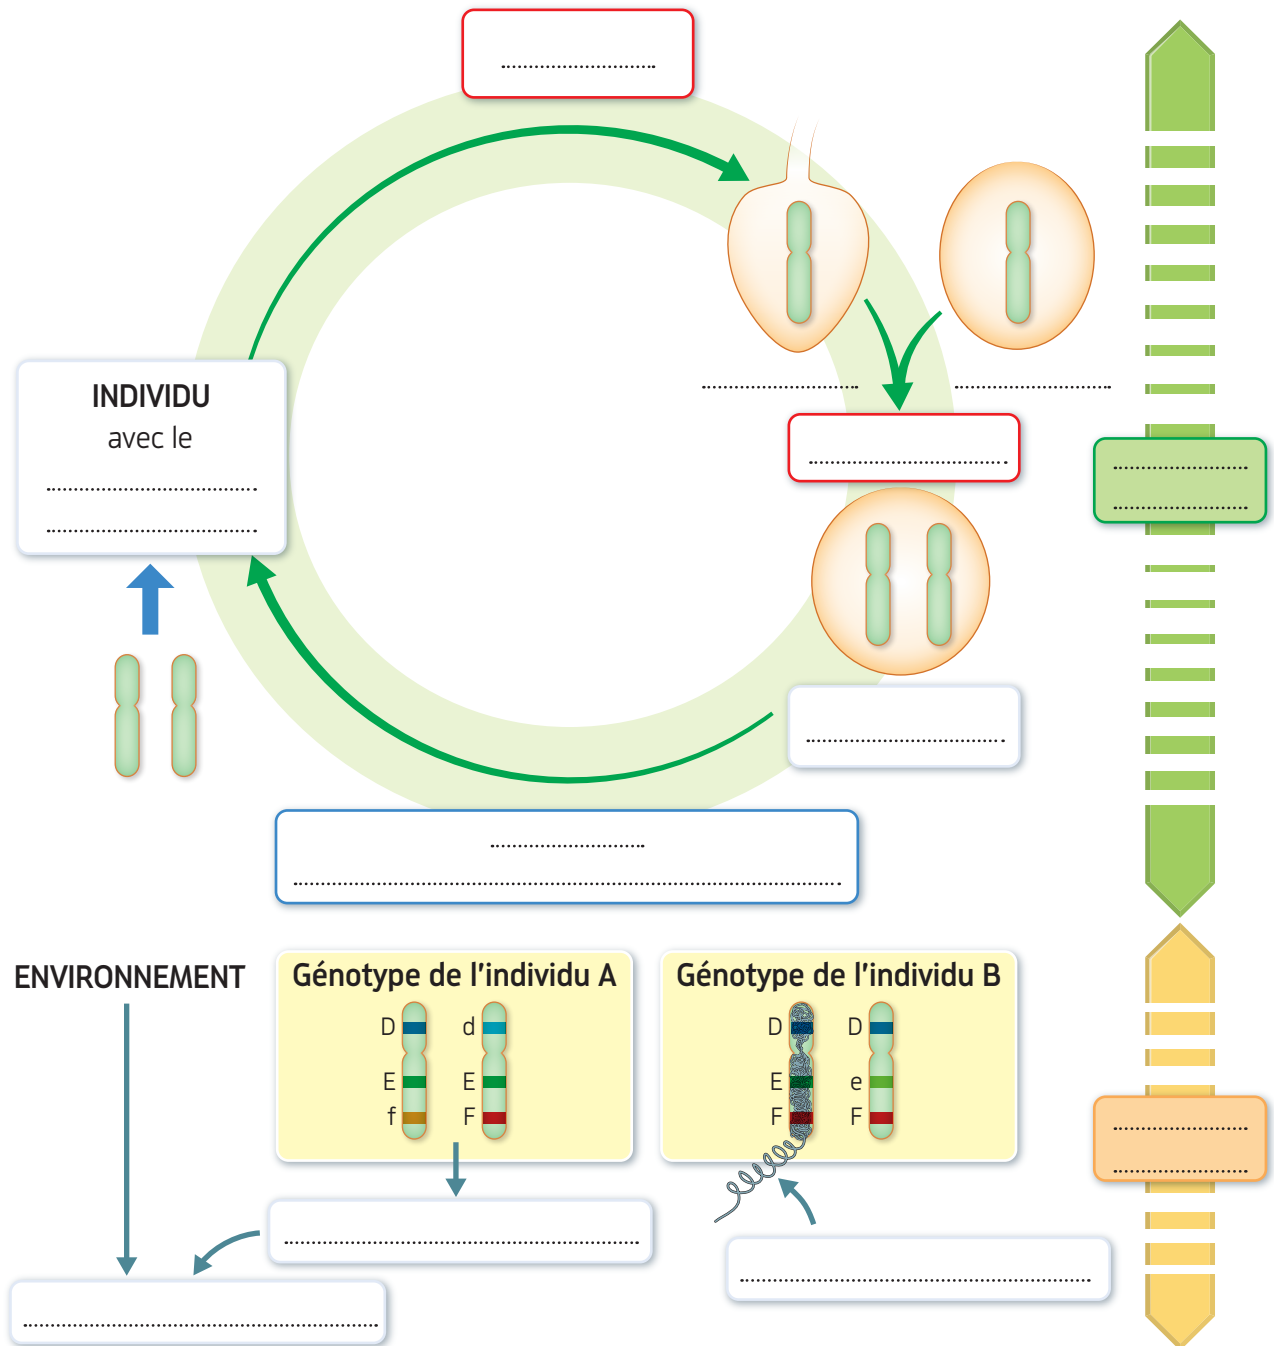 INDIVIDU
avec le
ENVIRONNEMENT
Génotype de l'individu A
D d
E E
f F
Génotype de l'individu B
D D
E e
F F